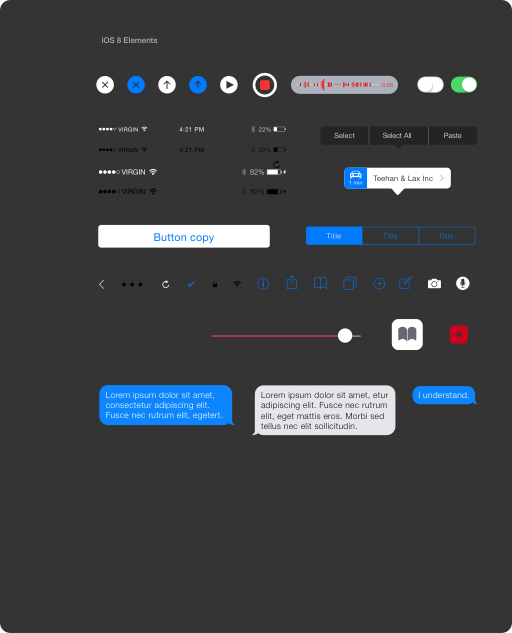 iOS 8 Elements
0:06
VIRGIN 4:21 PM 22%
VIRGIN 4:21 PM 22%
VIRGIN 82%
VIRGIN 82%
Select Select All Paste
1 min Teehan & Lax Inc
Button copy
Title Title Title
Lorem ipsum dolor sit amet,
consectetur adipiscing elit.
Fusce nec rutrum elit, egetert.
Lorem ipsum dolor sit amet, etur
adipiscing elit. Fusce nec rutrum
elit, eget mattis eros. Morbi sed
tellus nec elit sollicitudin.
I understand.